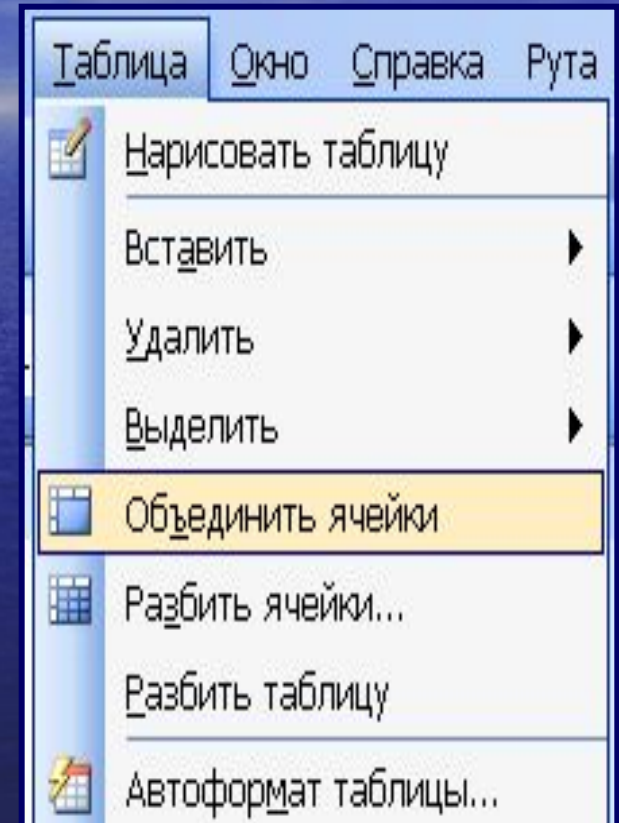 Таблица Окно Справка Рута
Нарисовать таблицу
Вставить
Удалить
Выделить
Объединить ячейки
Разбить ячейки...
Разбить таблицу
Автоформат таблицы...